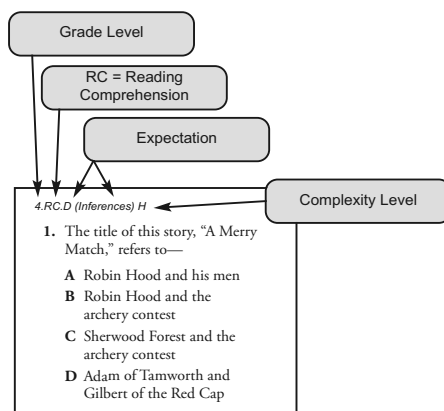 Grade Level
RC = Reading
Comprehension
Expectation
Complexity Level
4.RC.D (Inferences) H
1. The title of this story, “A Merry
Match,” refers to—
A Robin Hood and his men
B Robin Hood and the
archery contest
C Sherwood Forest and the
archery contest
D Adam of Tamworth and
Gilbert of the Red Cap